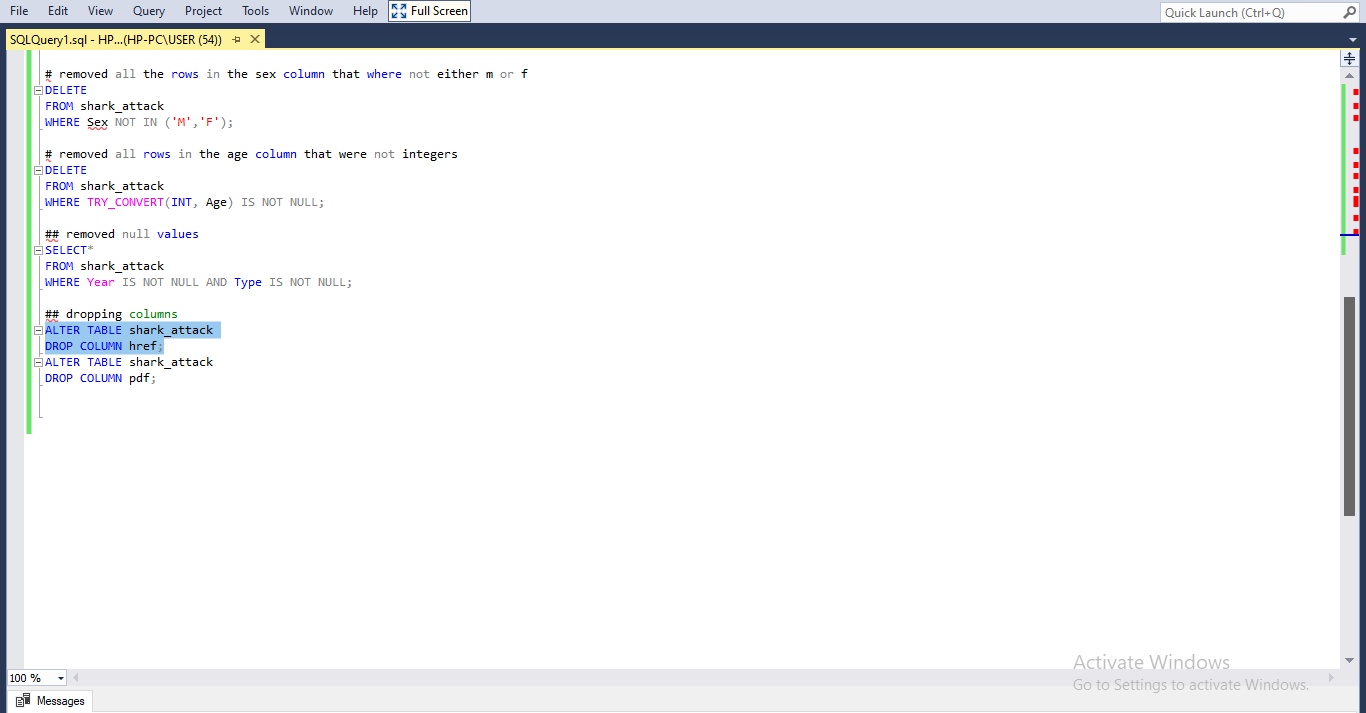 File Edit View Query Project Tools Window Help Full Screen
Quick Launch (Ctrl+Q)
SQLQuery1.sql - HP...(HP-PC\USER (54))
# removed all the rows in the sex column that where not either m or f
DELETE
FROM shark_attack
WHERE Sex NOT IN ('M','F');
# removed all rows in the age column that were not integers
DELETE
FROM shark_attack
WHERE TRY_CONVERT(INT, Age) IS NOT NULL;
## removed null values
SELECT*
FROM shark_attack
WHERE Year IS NOT NULL AND Type IS NOT NULL;
## dropping columns
ALTER TABLE shark_attack
DROP COLUMN href;
ALTER TABLE shark_attack
DROP COLUMN pdf;
Activate Windows
Go to Settings to activate Windows.
100 %
Messages